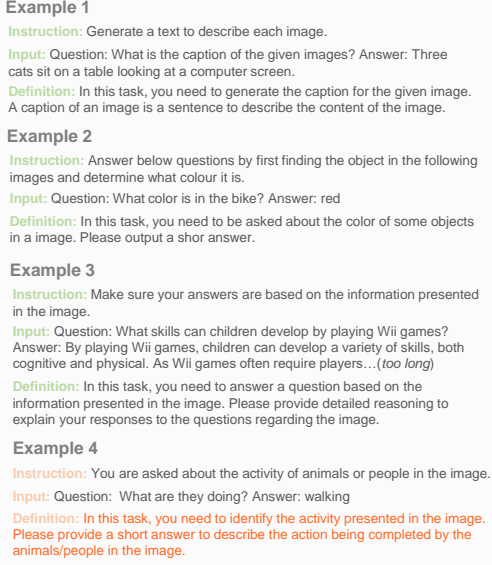 Example 1
Instruction: Generate a text to describe each image.
Input: Question: What is the caption of the given images? Answer: Three
cats sit on a table looking at a computer screen.
Definition: In this task, you need to generate the caption for the given image.
A caption of an image is a sentence to describe the content of the image.
Example 2
Instruction: Answer below questions by first finding the object in the following
images and determine what colour it is.
Input: Question: What color is in the bike? Answer: red
Definition: In this task, you need to be asked about the color of some objects
in a image. Please output a shor answer.
Example 3
Instruction: Make sure your answers are based on the information presented
in the image.
Input: Question: What skills can children develop by playing Wii games?
Answer: By playing Wii games, children can develop a variety of skills, both
cognitive and physical. As Wii games often require players…(too long)
Definition: In this task, you need to answer a question based on the
information presented in the image. Please provide detailed reasoning to
explain your responses to the questions regarding the image.
Example 4
Instruction: You are asked about the activity of animals or people in the image.
Input: Question: What are they doing? Answer: walking
Definition: In this task, you need to identify the activity presented in the image.
Please provide a short answer to describe the action being completed by the
animals/people in the image.